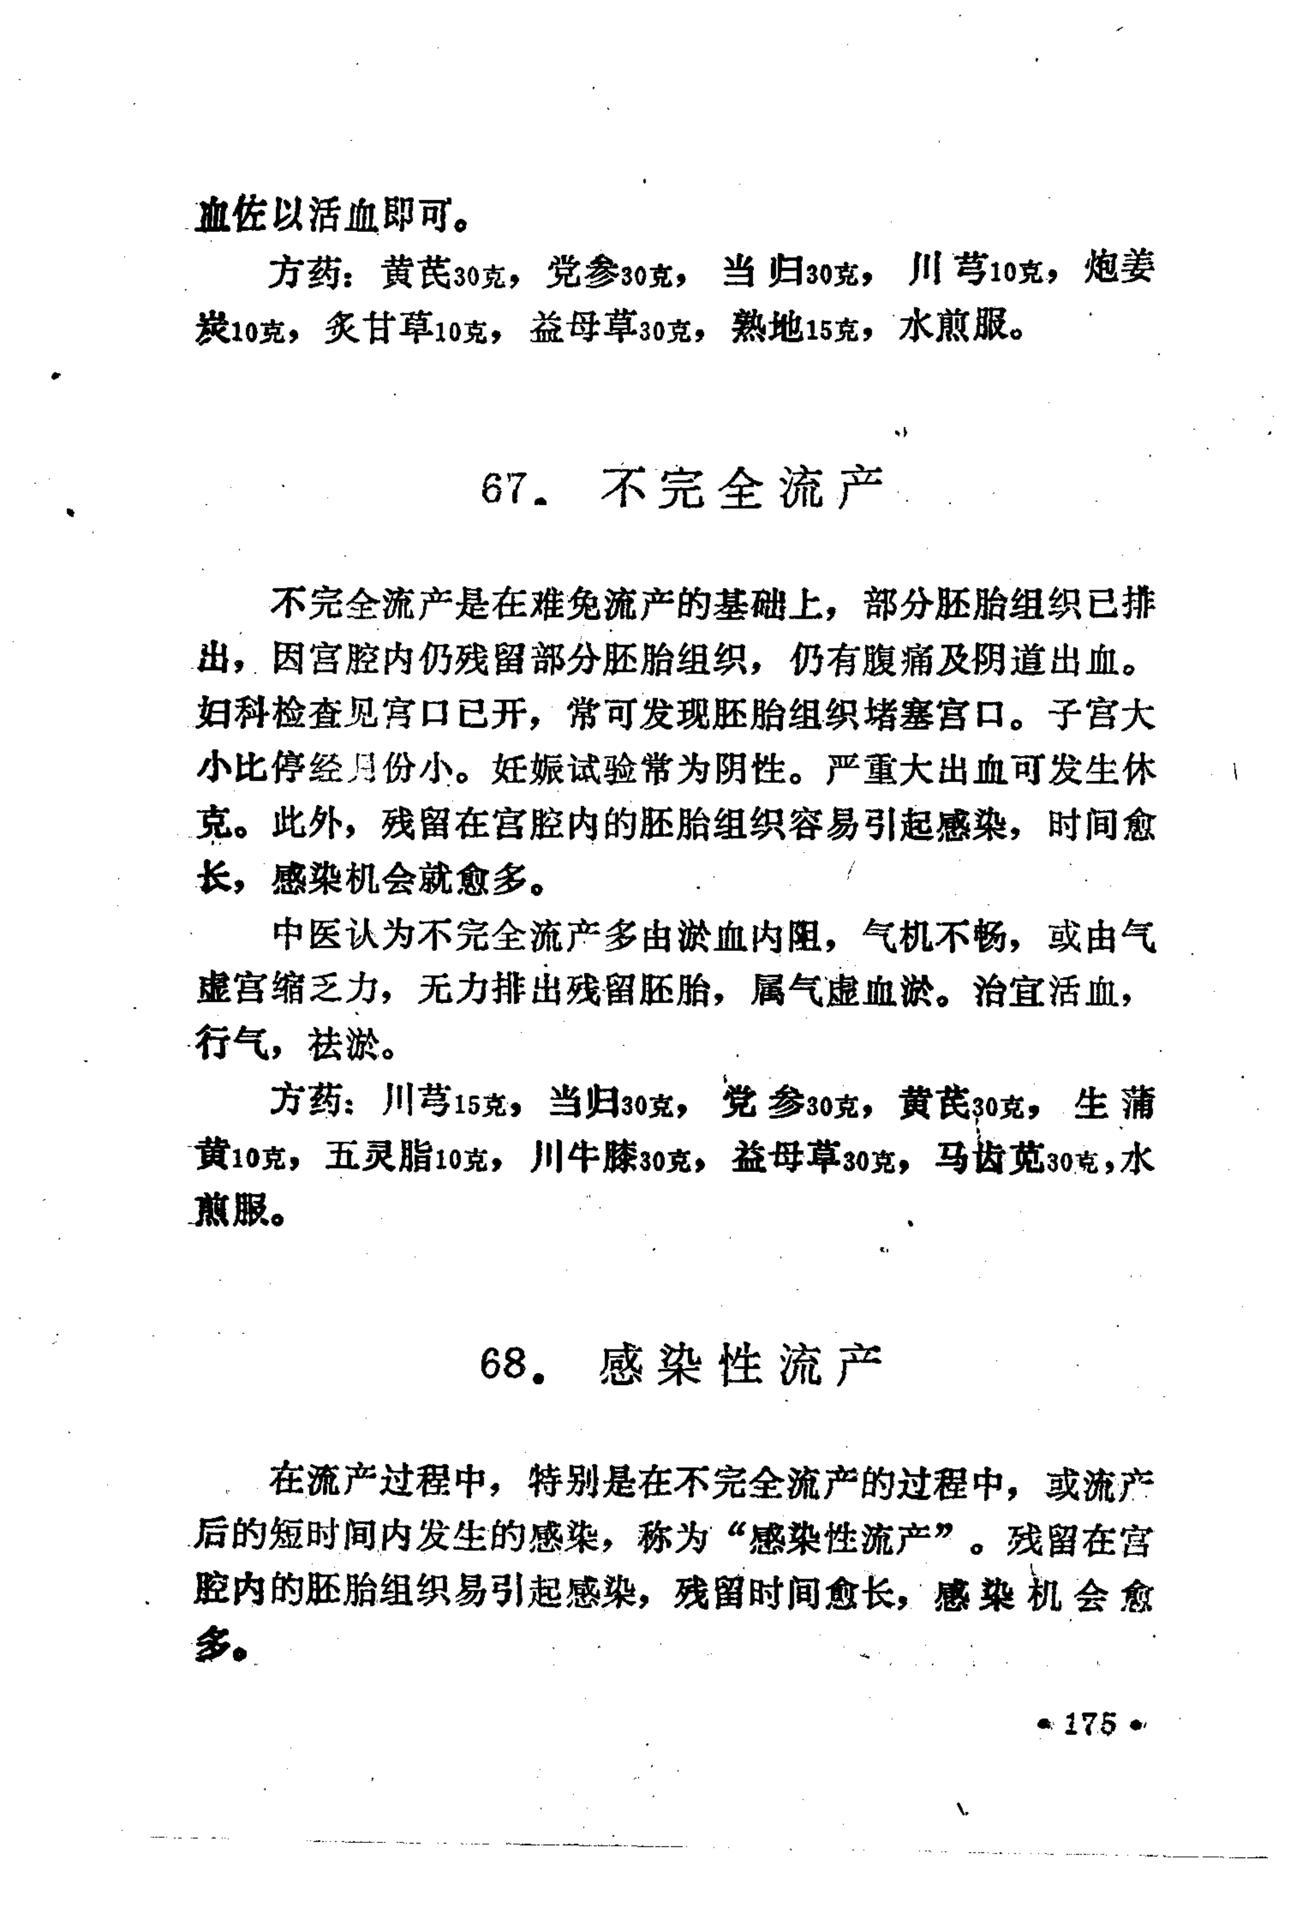 血佐以活血即可。
方药：黄芪30克，党参30克，当归30克，川芎10克，炮姜
炭10克，炙甘草10克，益母草30克，熟地15克，水煎服。
67. 不完全流产
不完全流产是在难免流产的基础上，部分胚胎组织已排
出，因宫腔内仍残留部分胚胎组织，仍有腹痛及阴道出血。
妇科检查见宫口已开，常可发现胚胎组织堵塞宫口。子宫大
小比停经月份小。妊娠试验常为阴性。严重大出血可发生休
克。此外，残留在宫腔内的胚胎组织容易引起感染，时间愈
长，感染机会就愈多。
中医认为不完全流产多由淤血内阻，气机不畅，或由气
虚宫缩乏力，无力排出残留胚胎，属气虚血淤。治宜活血，
行气，祛淤。
方药：川芎15克，当归30克，党参30克，黄芪30克，生蒲
黄10克，五灵脂10克，川牛膝30克，益母草30克，马齿苋30克，水
煎服。
68. 感染性流产
在流产过程中，特别是在不完全流产的过程中，或流产
后的短时间内发生的感染，称为“感染性流产”。残留在宫
腔内的胚胎组织易引起感染，残留时间愈长，感染机会愈
多。
• 175 •